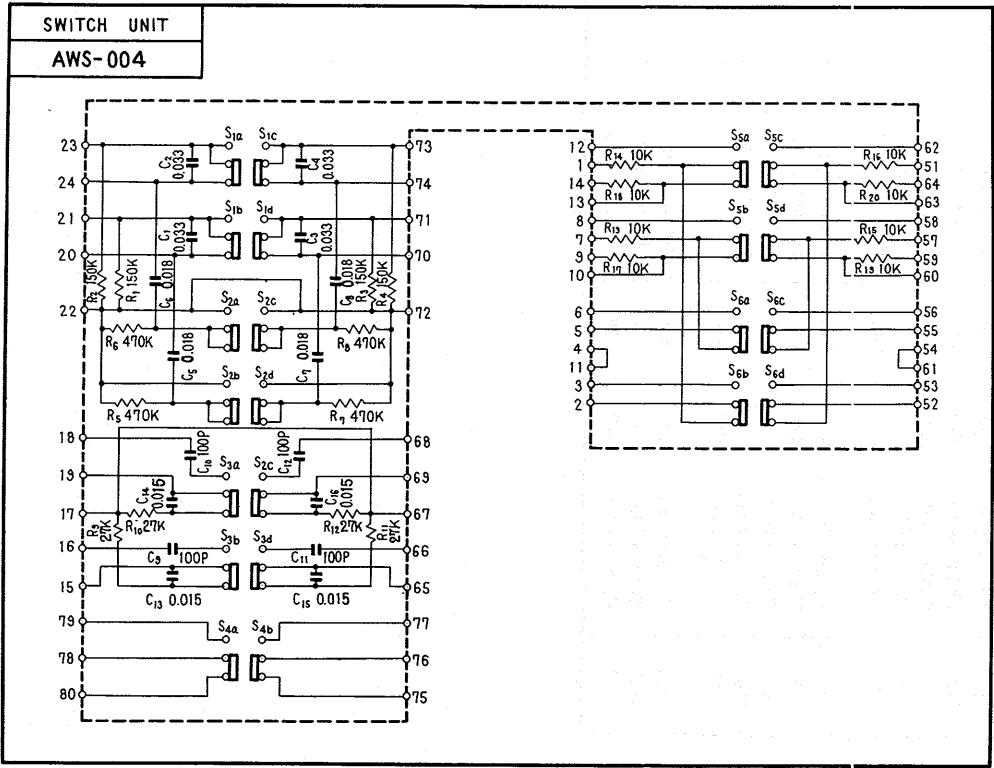 SWITCH UNIT
AWS-004
23 S1a S1c 73
C2 0.033
C4 0.033
24 74
21 S1b S1d 71
C1 0.033
C3 0.033
20 70
R2 150K
R1 150K
C6 0.018
C8 0.018
R3 150K
R4 150K
22 S2a S2c 72
R6 470K
R8 470K
C5 0.018
C7 0.018
S2b S2d
R5 470K
R7 470K
18 68
C10 100P
C12 100P
S3a S2c
19 69
C14 0.015
C16 0.015
17 67
R9 27K
R10 27K
R12 27K
R11 27K
16 S3b S3d 66
C9 100P
C11 100P
15 65
C13 0.015
C15 0.015
79 S4a S4b 77
78 76
80 75
12 S5a S5c 62
1 R14 10K R16 10K 51
14 R18 10K R20 10K 64
13 63
8 S5b S5d 58
7 R13 10K R15 10K 57
9 R17 10K R19 10K 59
10 60
6 S6a S6c 56
5 55
4 54
11 61
3 S6b S6d 53
2 52